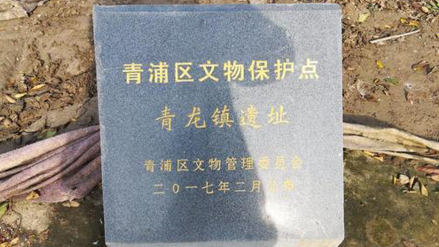 青浦区文物保护点
青龙镇遗址
青浦区文物管理委员会
二〇一七年二月